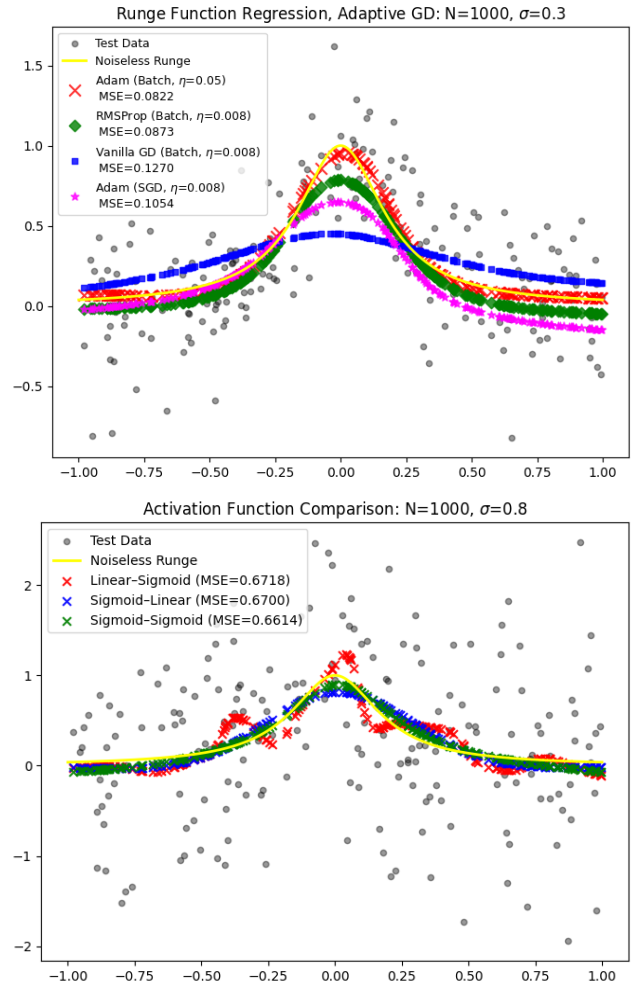 Runge Function Regression, Adaptive GD: N=1000, σ=0.3
Test Data
Noiseless Runge
Adam (Batch, η=0.05)
MSE=0.0822
RMSProp (Batch, η=0.008)
MSE=0.0873
Vanilla GD (Batch, η=0.008)
MSE=0.1270
Adam (SGD, η=0.008)
MSE=0.1054
1.5
1.0
0.5
0.0
−0.5
−1.00 −0.75 −0.50 −0.25 0.00 0.25 0.50 0.75 1.00
Activation Function Comparison: N=1000, σ=0.8
Test Data
Noiseless Runge
Linear–Sigmoid (MSE=0.6718)
Sigmoid–Linear (MSE=0.6700)
Sigmoid–Sigmoid (MSE=0.6614)
2
1
0
−1
−2
−1.00 −0.75 −0.50 −0.25 0.00 0.25 0.50 0.75 1.00